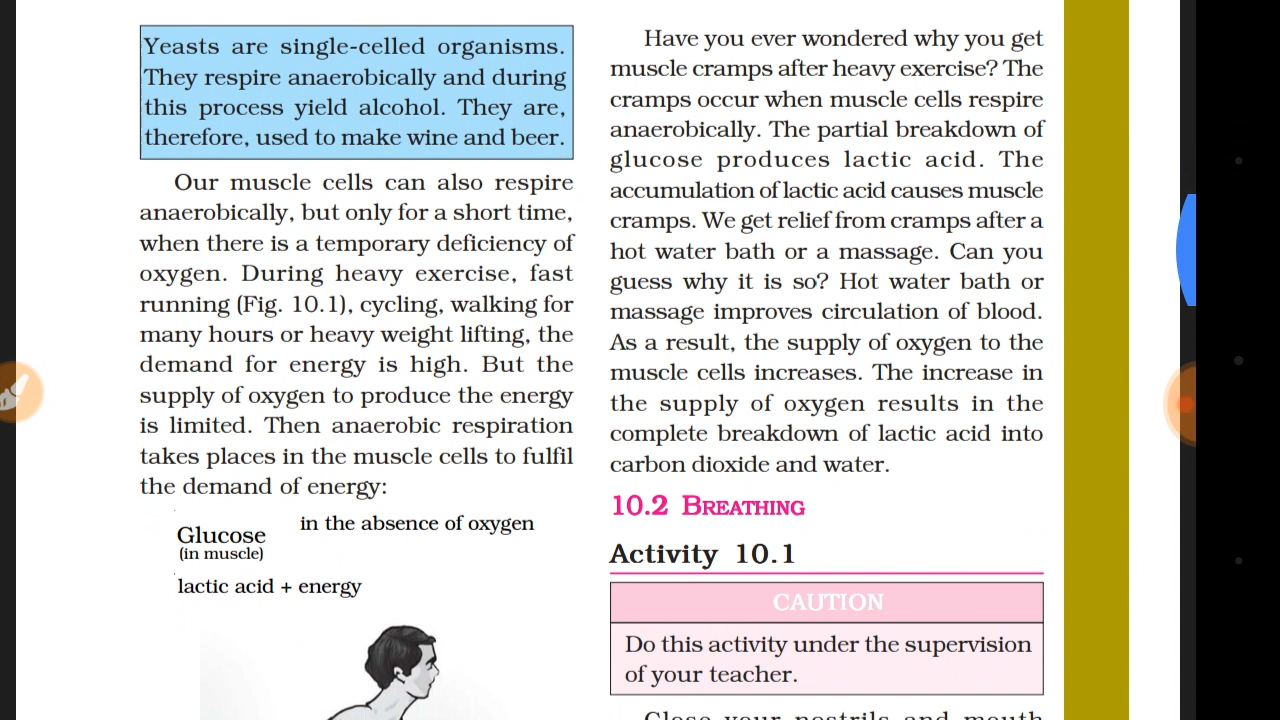 Yeasts are single-celled organisms.
They respire anaerobically and during
this process yield alcohol. They are,
therefore, used to make wine and beer.
Our muscle cells can also respire
anaerobically, but only for a short time,
when there is a temporary deficiency of
oxygen. During heavy exercise, fast
running (Fig. 10.1), cycling, walking for
many hours or heavy weight lifting, the
demand for energy is high. But the
supply of oxygen to produce the energy
is limited. Then anaerobic respiration
takes places in the muscle cells to fulfil
the demand of energy:
in the absence of oxygen
Glucose
(in muscle)
lactic acid + energy
Have you ever wondered why you get
muscle cramps after heavy exercise? The
cramps occur when muscle cells respire
anaerobically. The partial breakdown of
glucose produces lactic acid. The
accumulation of lactic acid causes muscle
cramps. We get relief from cramps after a
hot water bath or a massage. Can you
guess why it is so? Hot water bath or
massage improves circulation of blood.
As a result, the supply of oxygen to the
muscle cells increases. The increase in
the supply of oxygen results in the
complete breakdown of lactic acid into
carbon dioxide and water.
10.2 BREATHING
Activity 10.1
CAUTION
Do this activity under the supervision
of your teacher.
Close your nostrils and mouth